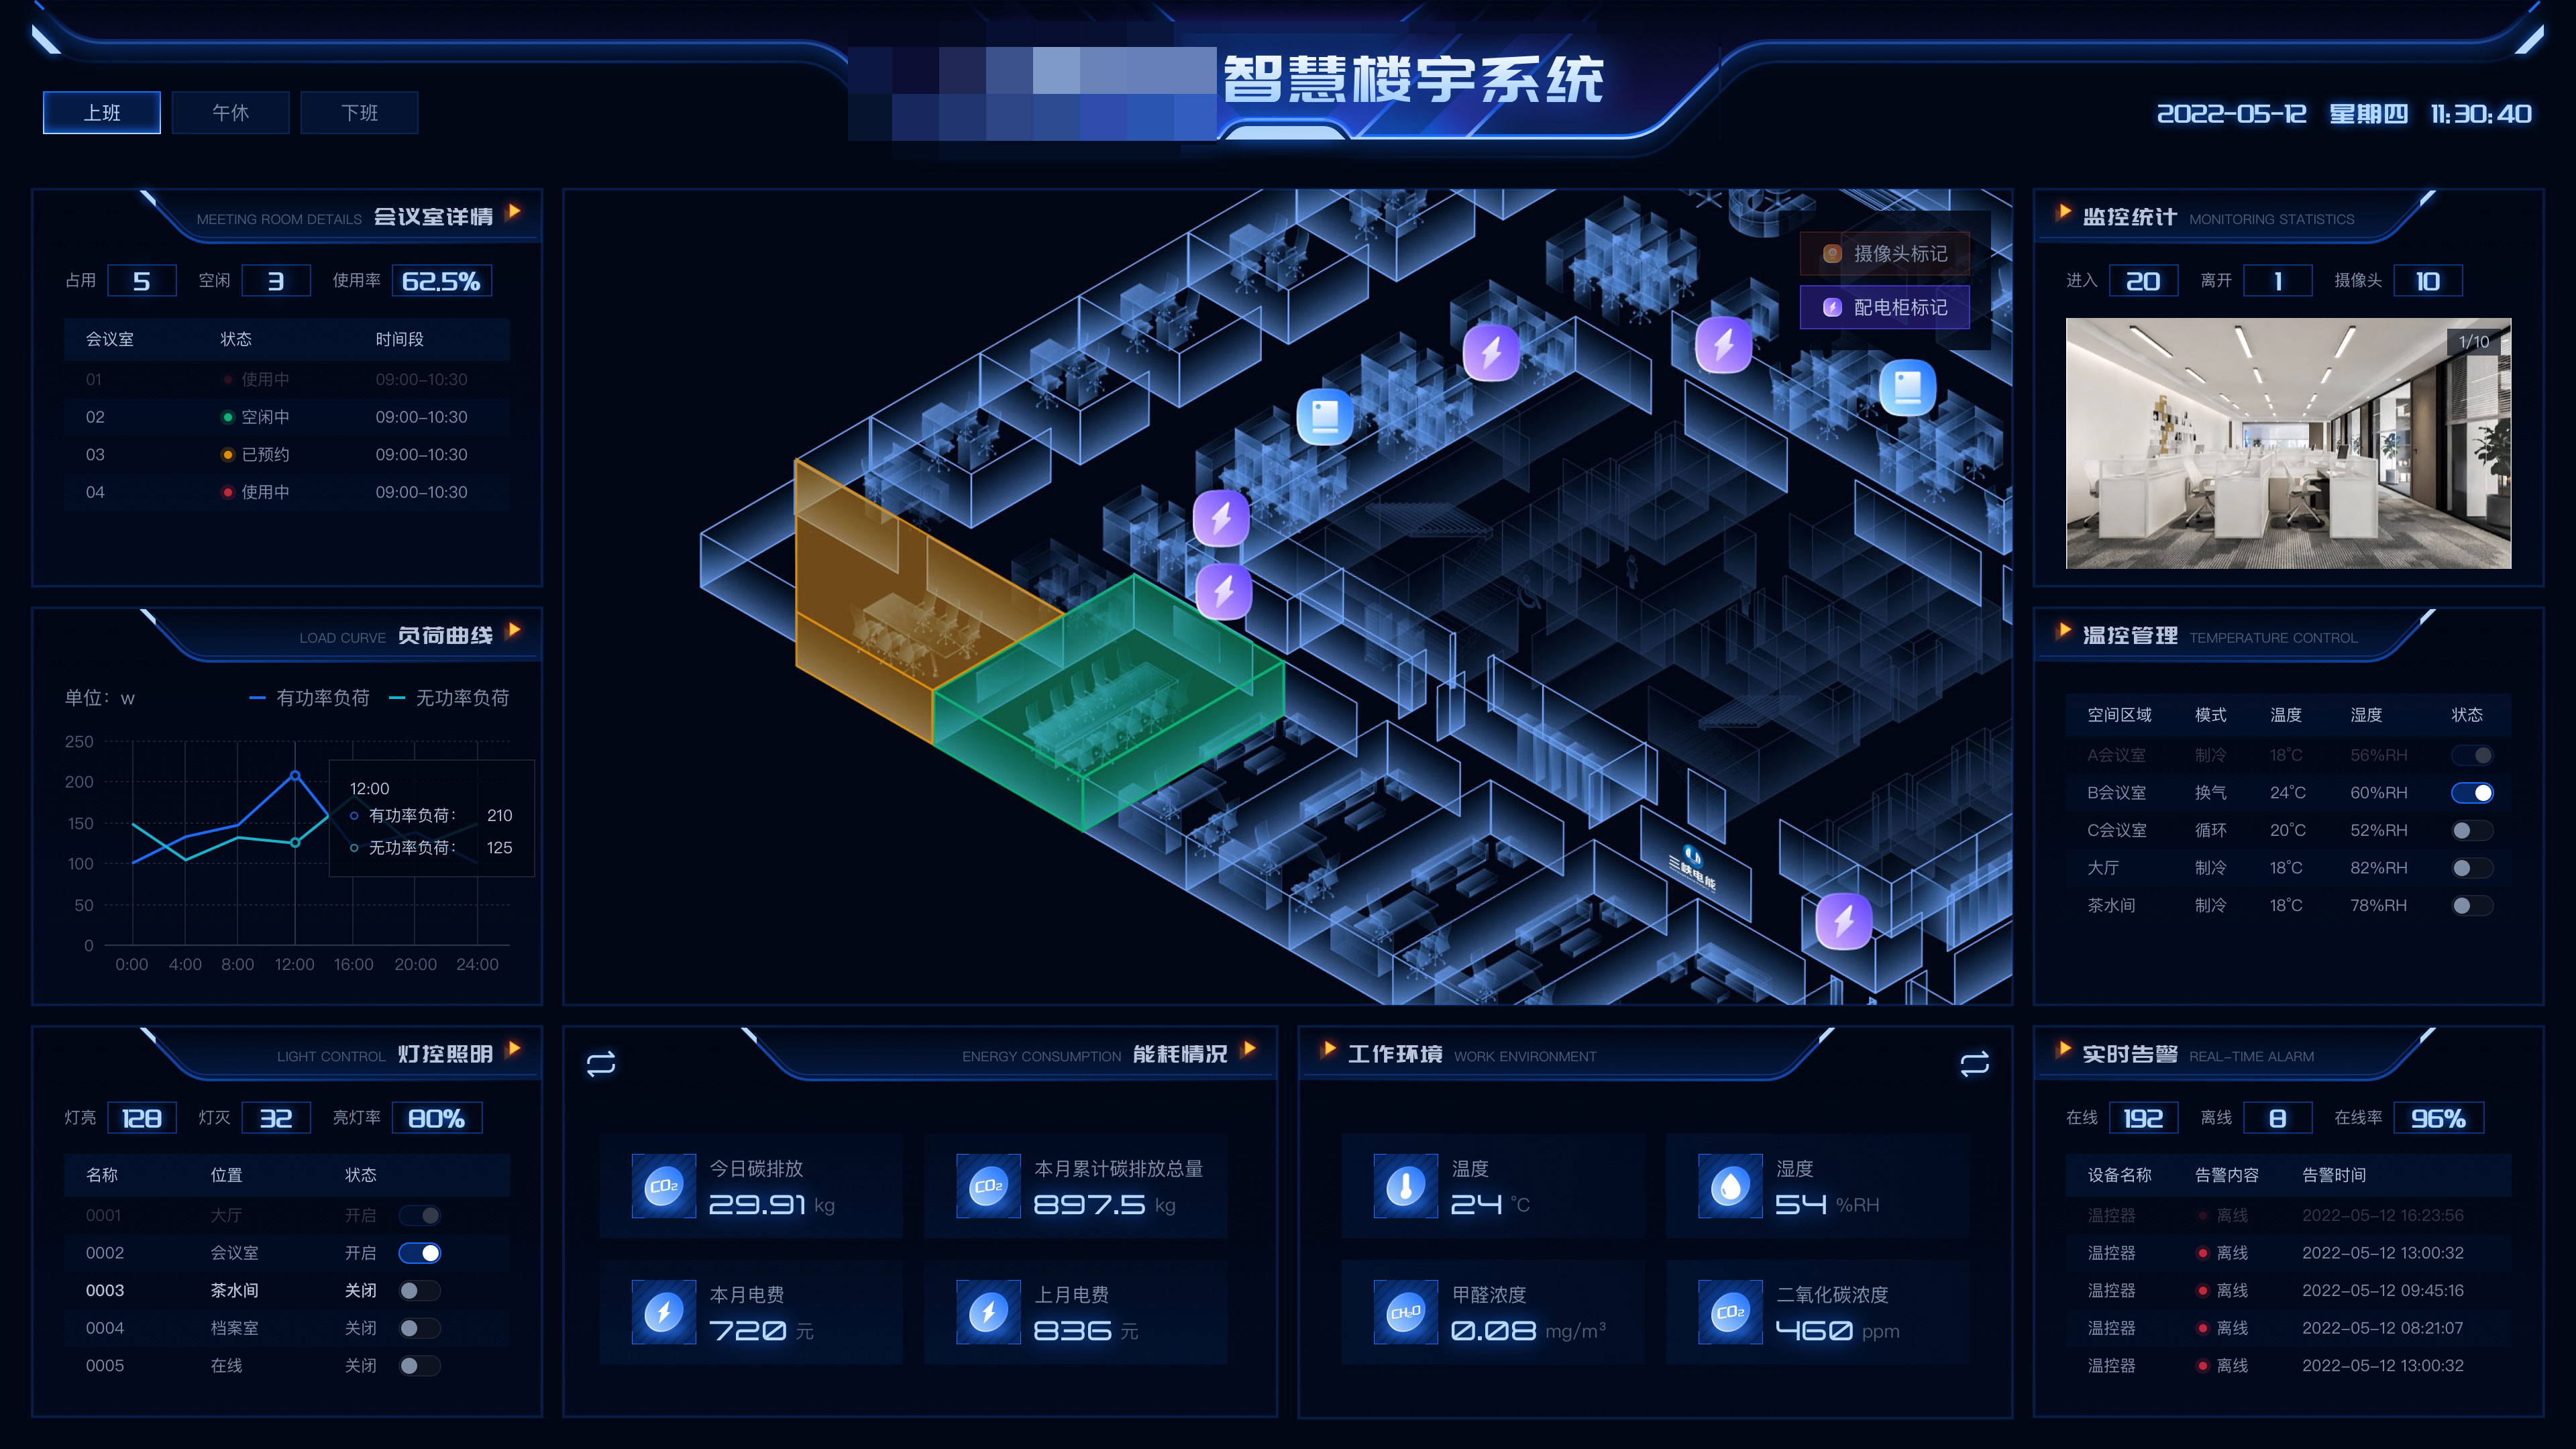 智慧楼宇系统
上班 午休 下班
2022-05-12 星期四 11:30:40
MEETING ROOM DETAILS 会议室详情
占用 5 空闲 3 使用率 62.5%
会议室 状态 时间段
01 使用中 09:00-10:30
02 空闲中 09:00-10:30
03 已预约 09:00-10:30
04 使用中 09:00-10:30
LOAD CURVE 负荷曲线
单位：w 有功率负荷 无功率负荷
250
200
150
100
50
0
0:00 4:00 8:00 12:00 16:00 20:00 24:00
12:00
有功率负荷： 210
无功率负荷： 125
LIGHT CONTROL 灯控照明
灯亮 128 灯灭 32 亮灯率 80%
名称 位置 状态
0001 大厅 开启
0002 会议室 开启
0003 茶水间 关闭
0004 档案室 关闭
0005 在线 关闭
摄像头标记
配电柜标记
三峡电能
ENERGY CONSUMPTION 能耗情况
CO₂ 今日碳排放
29.91 kg
CO₂ 本月累计碳排放总量
897.5 kg
本月电费
720 元
上月电费
836 元
工作环境 WORK ENVIRONMENT
温度
24 °C
湿度
54 %RH
CH₂O 甲醛浓度
0.08 mg/m³
CO₂ 二氧化碳浓度
460 ppm
监控统计 MONITORING STATISTICS
进入 20 离开 1 摄像头 10
1/10
温控管理 TEMPERATURE CONTROL
空间区域 模式 温度 湿度 状态
A会议室 制冷 18°C 56%RH
B会议室 换气 24°C 60%RH
C会议室 循环 20°C 52%RH
大厅 制冷 18°C 82%RH
茶水间 制冷 18°C 78%RH
实时告警 REAL-TIME ALARM
在线 192 离线 8 在线率 96%
设备名称 告警内容 告警时间
温控器 离线 2022-05-12 16:23:56
温控器 离线 2022-05-12 13:00:32
温控器 离线 2022-05-12 09:45:16
温控器 离线 2022-05-12 08:21:07
温控器 离线 2022-05-12 13:00:32